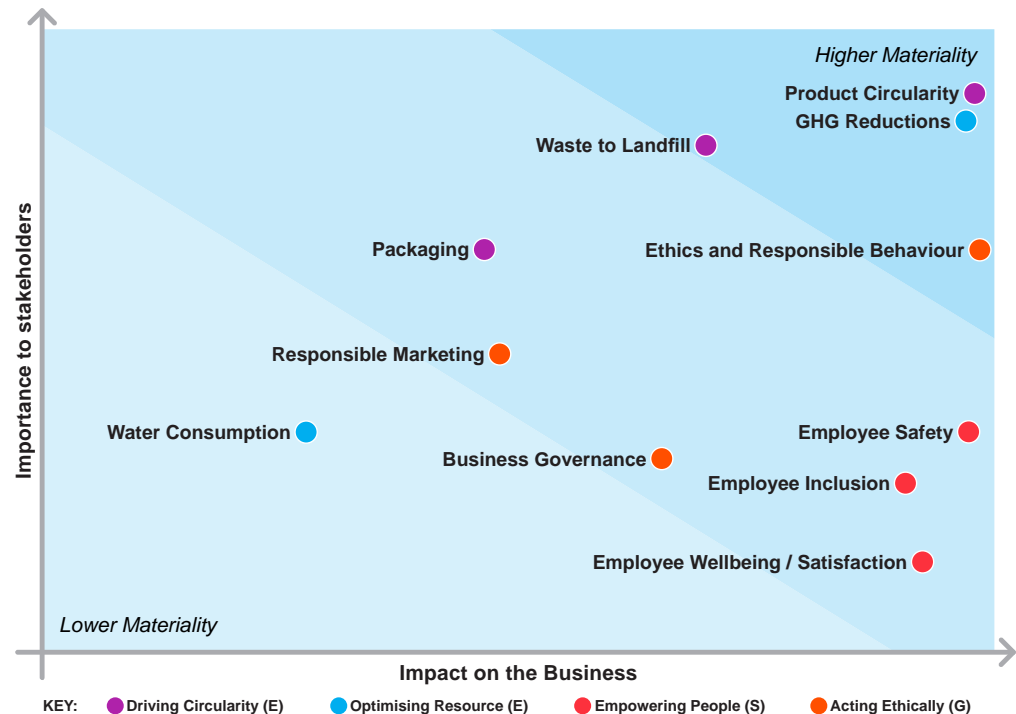 Higher Materiality
Product Circularity
GHG Reductions
Waste to Landfill
Packaging
Ethics and Responsible Behaviour
Importance to stakeholders
Responsible Marketing
Water Consumption
Employee Safety
Business Governance
Employee Inclusion
Employee Wellbeing / Satisfaction
Lower Materiality
Impact on the Business
KEY: Driving Circularity (E) Optimising Resource (E) Empowering People (S) Acting Ethically (G)